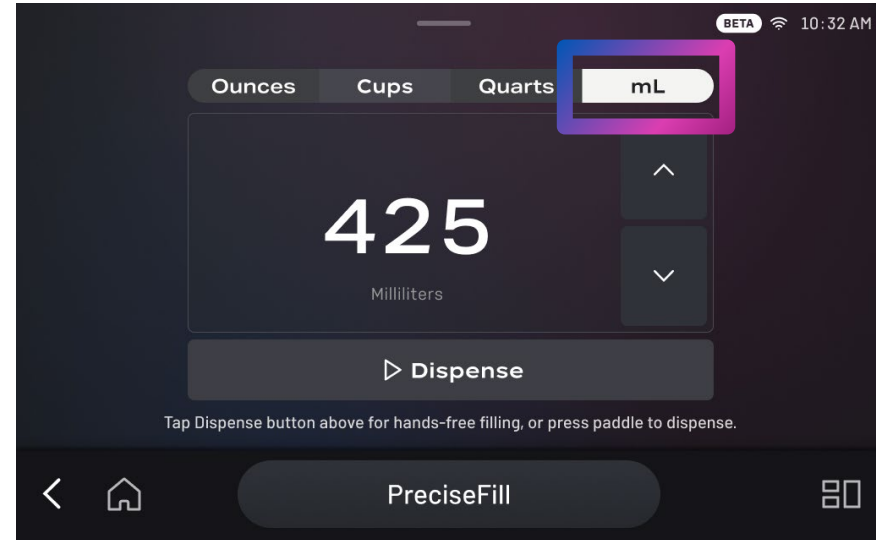 BETA 10:32 AM
Ounces Cups Quarts mL
425
Milliliters
Dispense
Tap Dispense button above for hands-free filling, or press paddle to dispense.
PreciseFill